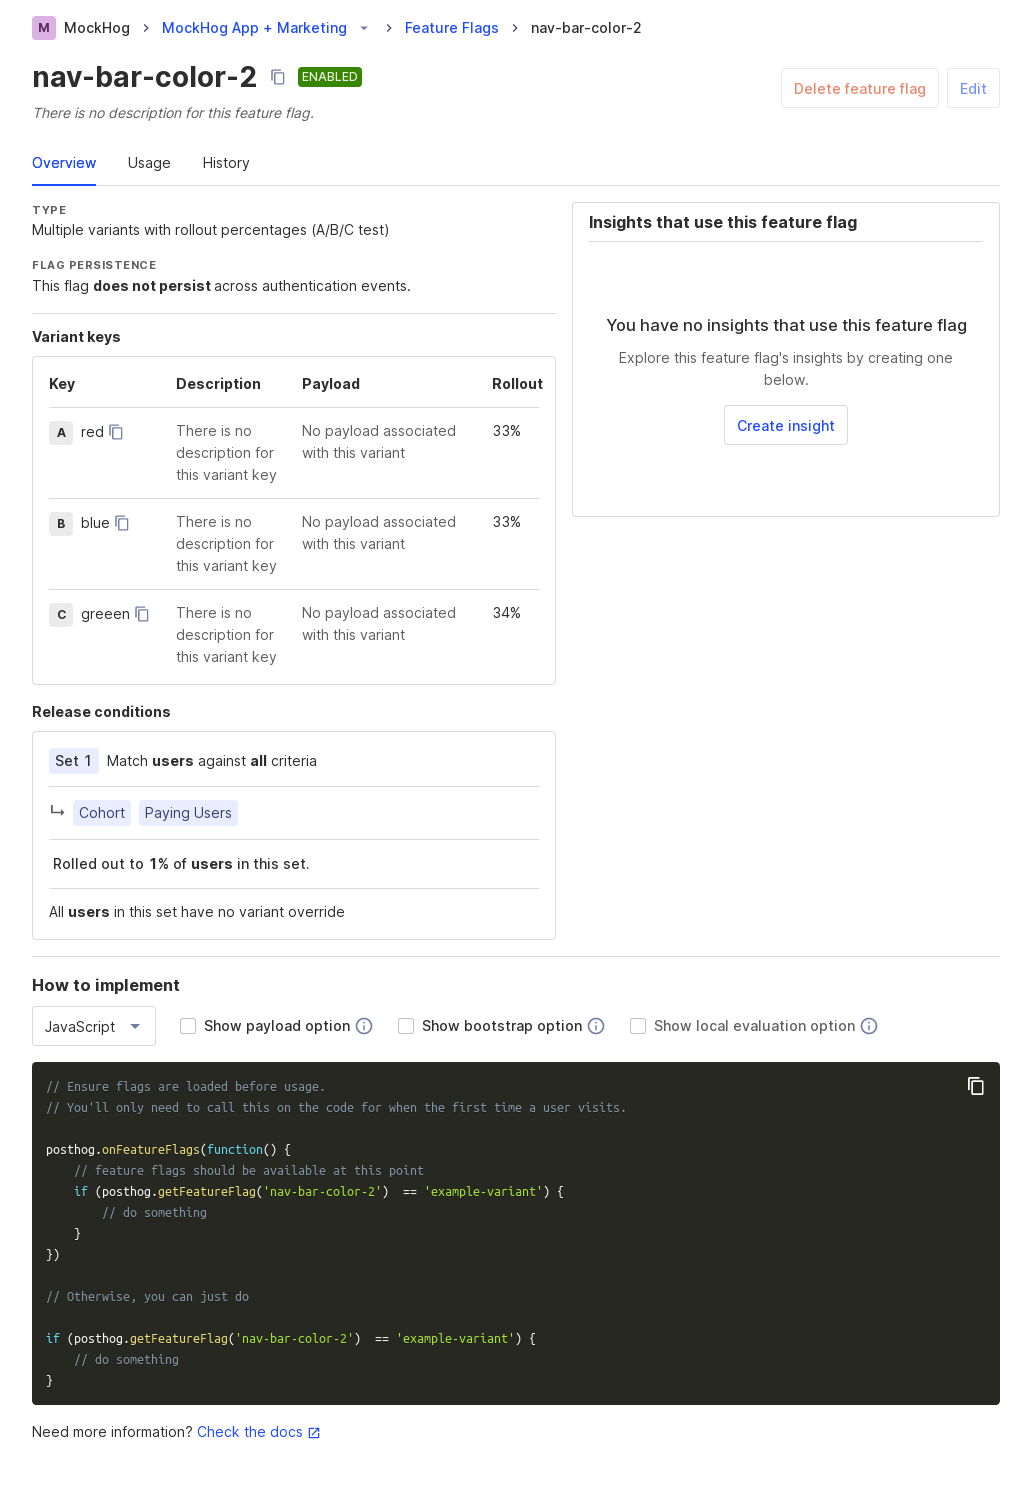 M MockHog > MockHog App + Marketing > Feature Flags > nav-bar-color-2
nav-bar-color-2 ENABLED
Delete feature flag Edit
There is no description for this feature flag.
Overview Usage History
TYPE
Multiple variants with rollout percentages (A/B/C test)
FLAG PERSISTENCE
This flag does not persist across authentication events.
Variant keys
Key Description Payload Rollout
A red There is no No payload associated 33%
description for with this variant
this variant key
B blue There is no No payload associated 33%
description for with this variant
this variant key
C greeen There is no No payload associated 34%
description for with this variant
this variant key
Insights that use this feature flag
You have no insights that use this feature flag
Explore this feature flag's insights by creating one
below.
Create insight
Release conditions
Set 1 Match users against all criteria
Cohort Paying Users
Rolled out to 1% of users in this set.
All users in this set have no variant override
How to implement
JavaScript Show payload option Show bootstrap option Show local evaluation option
// Ensure flags are loaded before usage.
// You'll only need to call this on the code for when the first time a user visits.
posthog.onFeatureFlags(function() {
    // feature flags should be available at this point
    if (posthog.getFeatureFlag('nav-bar-color-2')  == 'example-variant') {
        // do something
    }
})
// Otherwise, you can just do
if (posthog.getFeatureFlag('nav-bar-color-2')  == 'example-variant') {
    // do something
}
Need more information? Check the docs